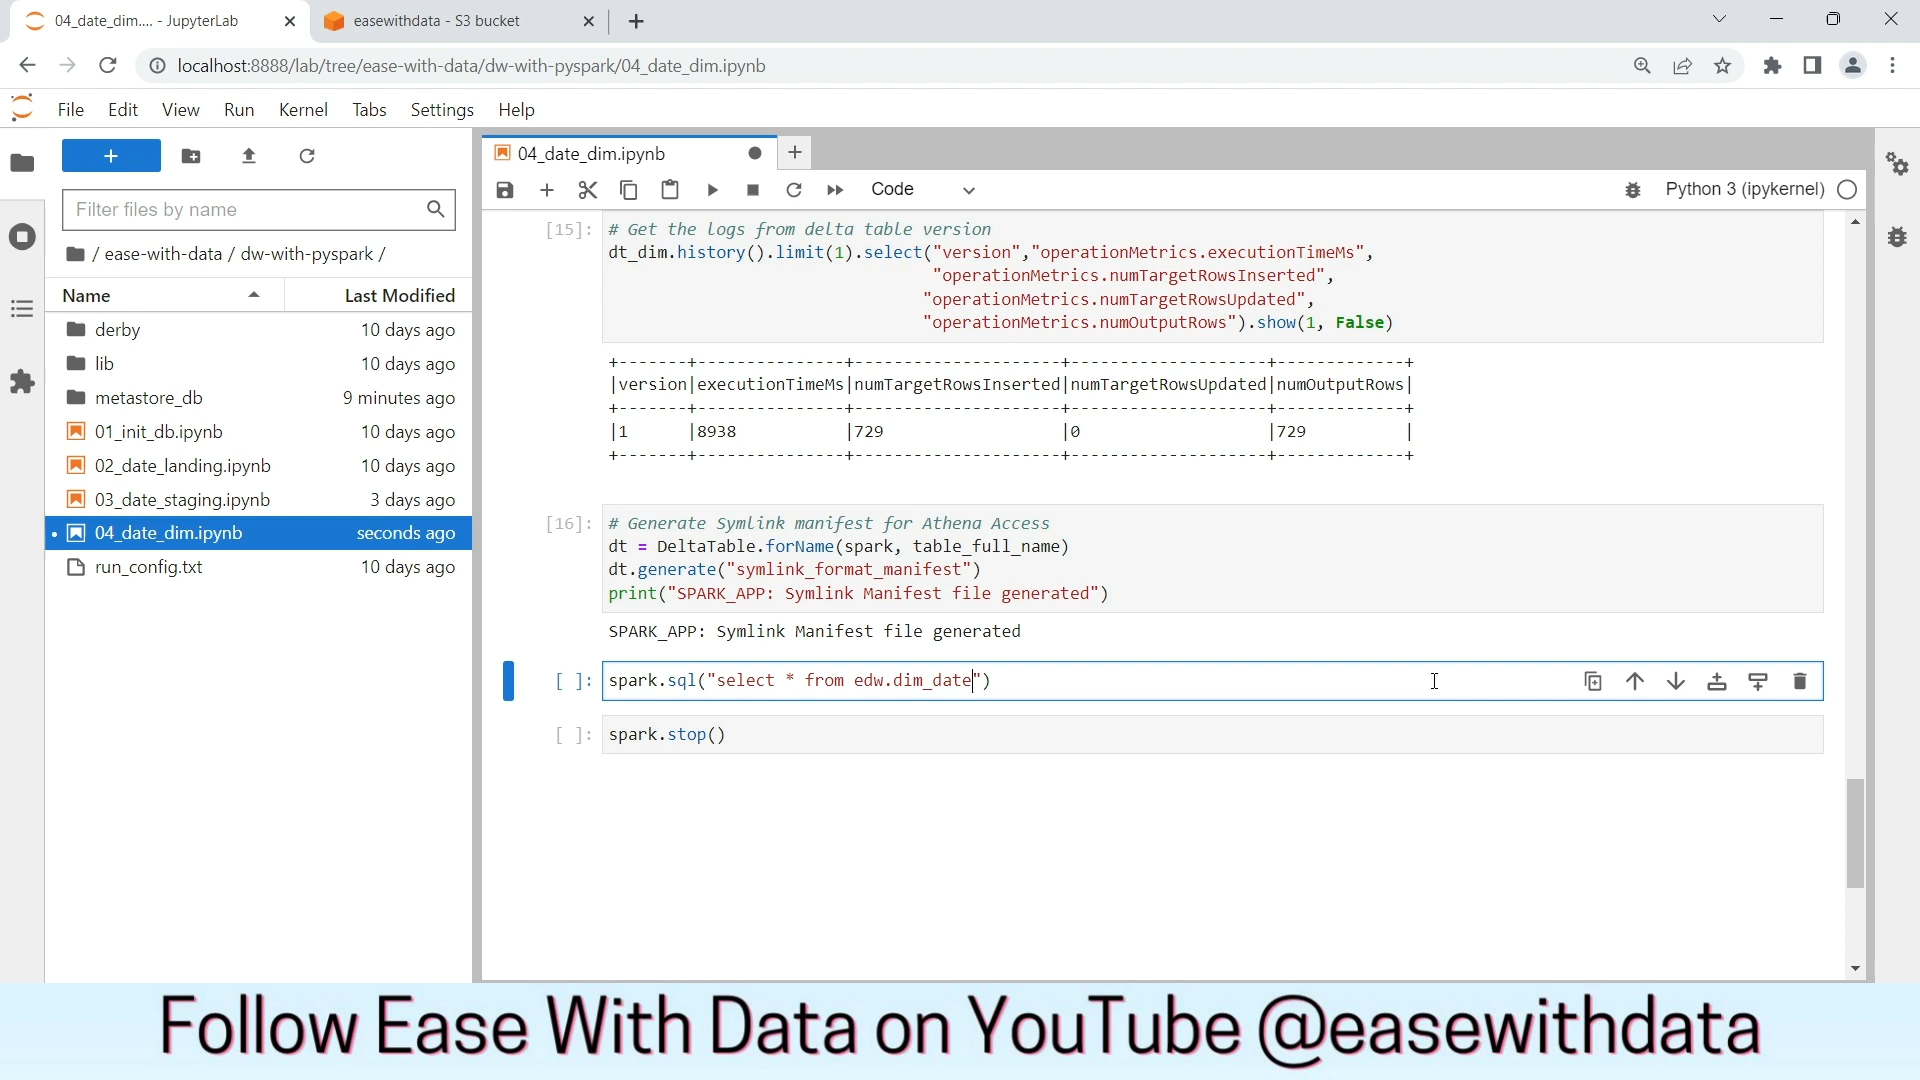 04_date_dim.... - JupyterLab
easewithdata - S3 bucket
localhost:8888/lab/tree/ease-with-data/dw-with-pyspark/04_date_dim.ipynb
File Edit View Run Kernel Tabs Settings Help
Filter files by name
/ ease-with-data / dw-with-pyspark /
Name Last Modified
derby 10 days ago
lib 10 days ago
metastore_db 9 minutes ago
01_init_db.ipynb 10 days ago
02_date_landing.ipynb 10 days ago
03_date_staging.ipynb 3 days ago
04_date_dim.ipynb seconds ago
run_config.txt 10 days ago
04_date_dim.ipynb
Code
Python 3 (ipykernel)
[15]: # Get the logs from delta table version
dt_dim.history().limit(1).select("version","operationMetrics.executionTimeMs",
"operationMetrics.numTargetRowsInserted",
"operationMetrics.numTargetRowsUpdated",
"operationMetrics.numOutputRows").show(1, False)
+-------+---------------+---------------------+--------------------+-------------+
|version|executionTimeMs|numTargetRowsInserted|numTargetRowsUpdated|numOutputRows|
+-------+---------------+---------------------+--------------------+-------------+
|1      |8938           |729                  |0                   |729          |
+-------+---------------+---------------------+--------------------+-------------+
[16]: # Generate Symlink manifest for Athena Access
dt = DeltaTable.forName(spark, table_full_name)
dt.generate("symlink_format_manifest")
print("SPARK_APP: Symlink Manifest file generated")
SPARK_APP: Symlink Manifest file generated
[ ]: spark.sql("select * from edw.dim_date")
[ ]: spark.stop()
Follow Ease With Data on YouTube @easewithdata